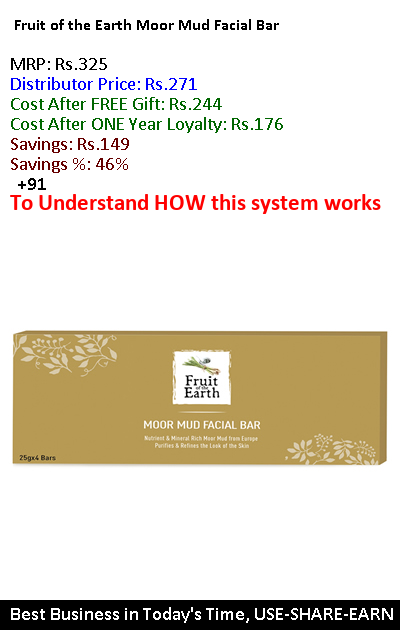 Fruit of the Earth Moor Mud Facial Bar
MRP: Rs.325
Distributor Price: Rs.271
Cost After FREE Gift: Rs.244
Cost After ONE Year Loyalty: Rs.176
Savings: Rs.149
Savings %: 46%
+91
To Understand HOW this system works
Fruit
of the
Earth
MOOR MUD FACIAL BAR
Nutrient & Mineral Rich Moor Mud from Europe
Purifies & Refines the Look of the Skin
25gx4 Bars
Best Business in Today's Time, USE-SHARE-EARN